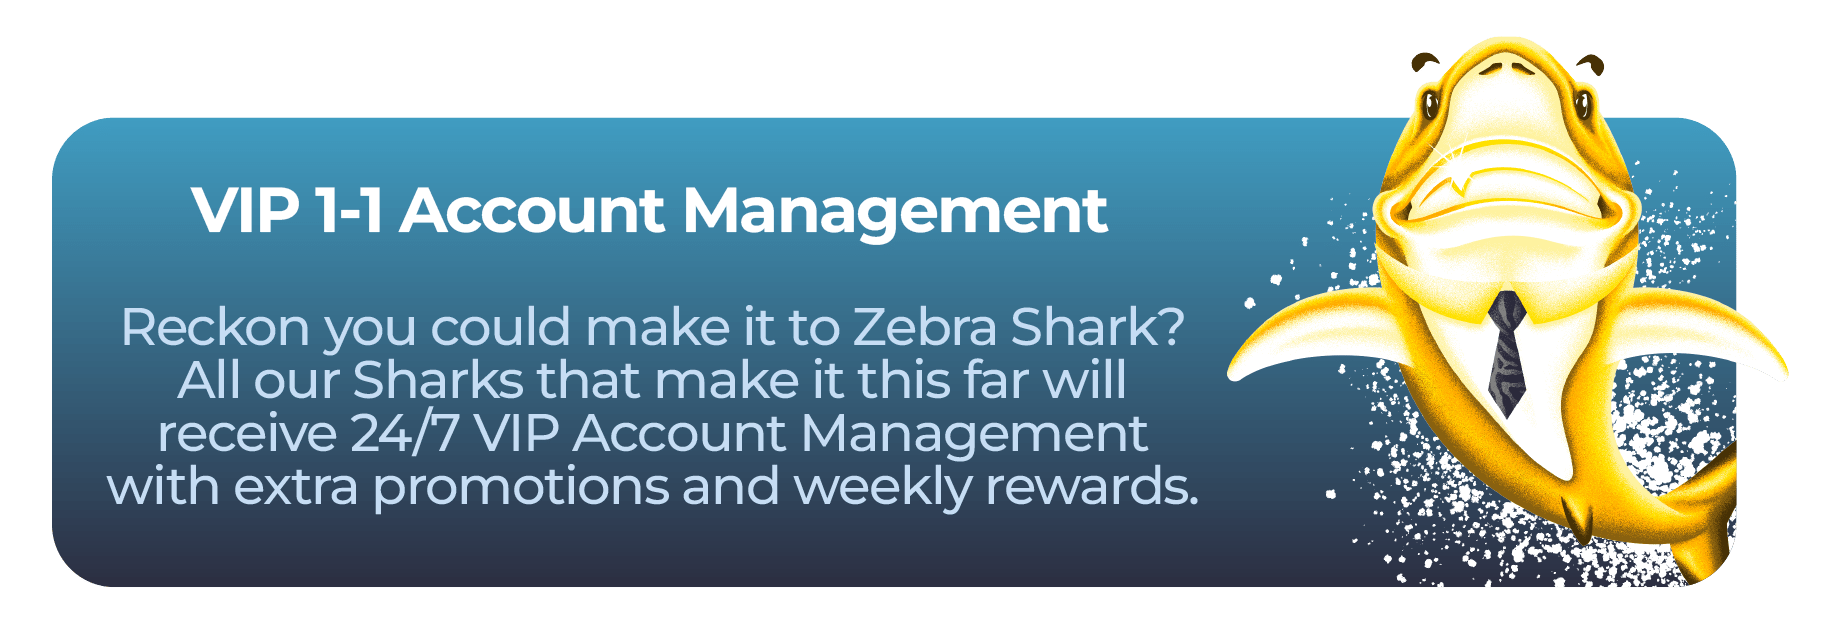 VIP 1-1 Account Management
Reckon you could make it to Zebra Shark?
All our Sharks that make it this far will
receive 24/7 VIP Account Management
with extra promotions and weekly rewards.